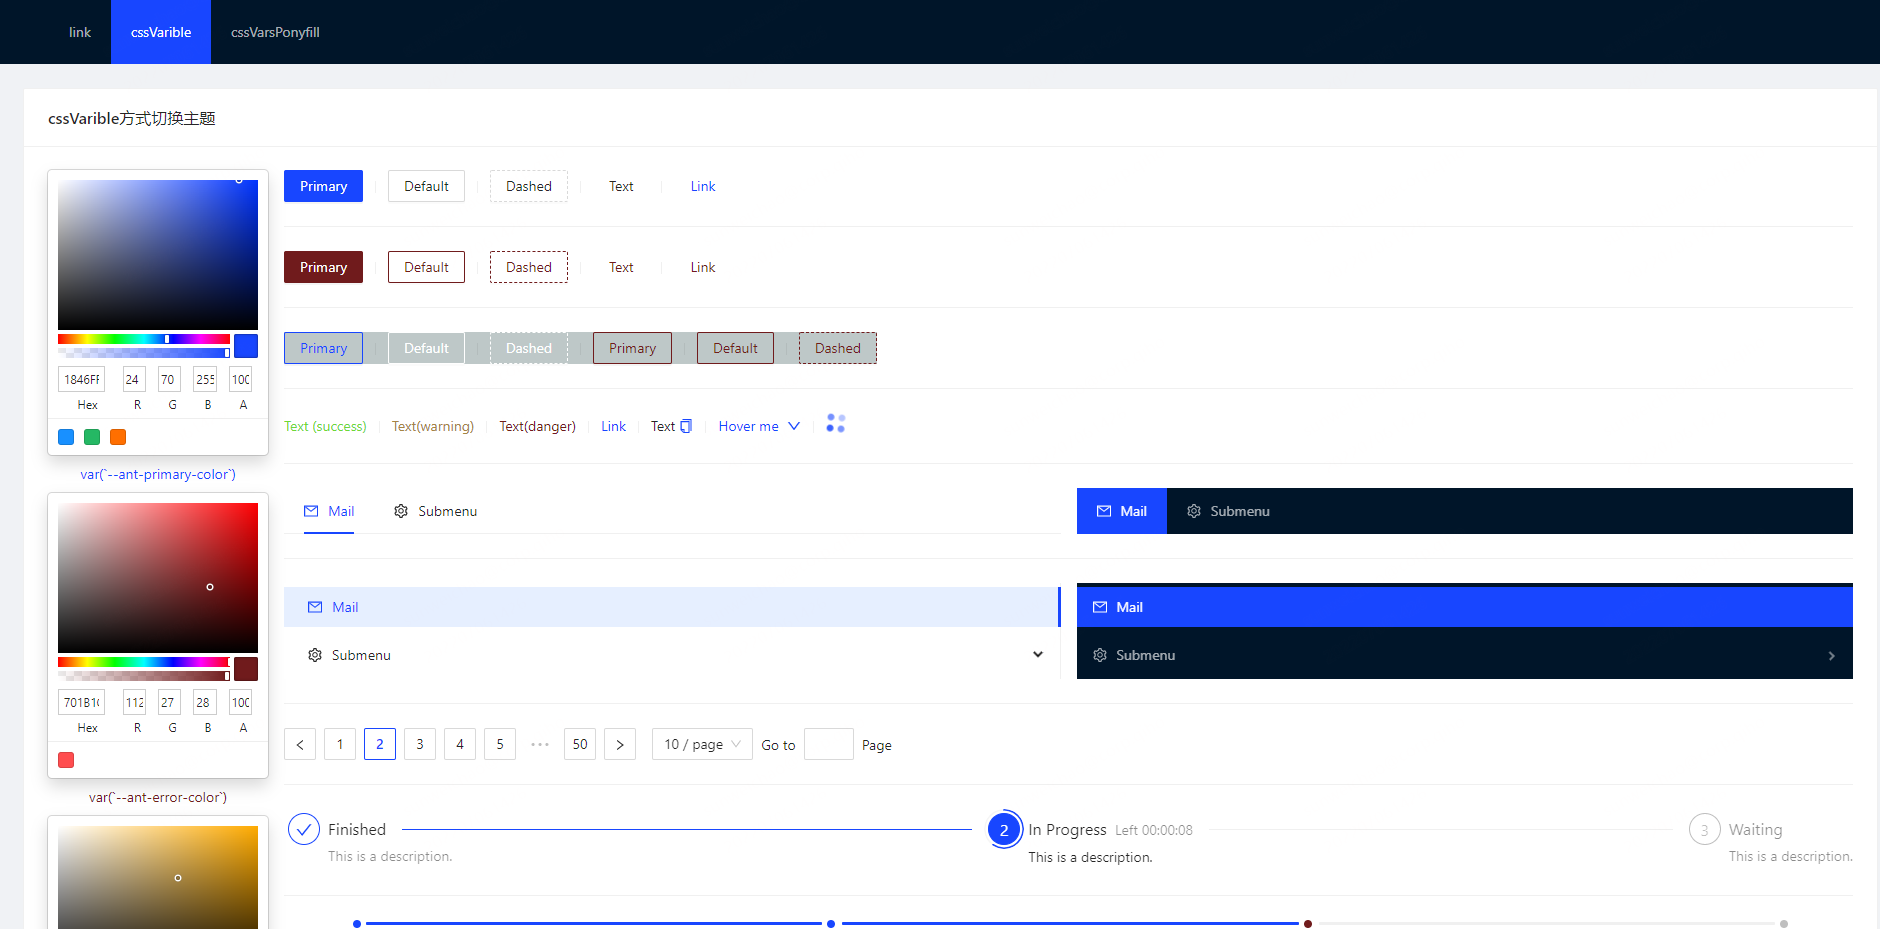 link cssVarible cssVarsPonyfill
cssVarible方式切换主题
Primary Default Dashed Text Link
Primary Default Dashed Text Link
Primary Default Dashed Primary Default Dashed
1846FF 24 70 255 100
Hex R G B A
Text (success) Text(warning) Text(danger) Link Text Hover me
var(`--ant-primary-color`)
Mail Submenu Mail Submenu
Mail Mail
Submenu Submenu
701B1 112 27 28 100
Hex R G B A
1 2 3 4 5 ••• 50 10 / page Go to Page
var(`--ant-error-color`)
Finished 2 In Progress Left 00:00:08 3 Waiting
This is a description. This is a description. This is a description.